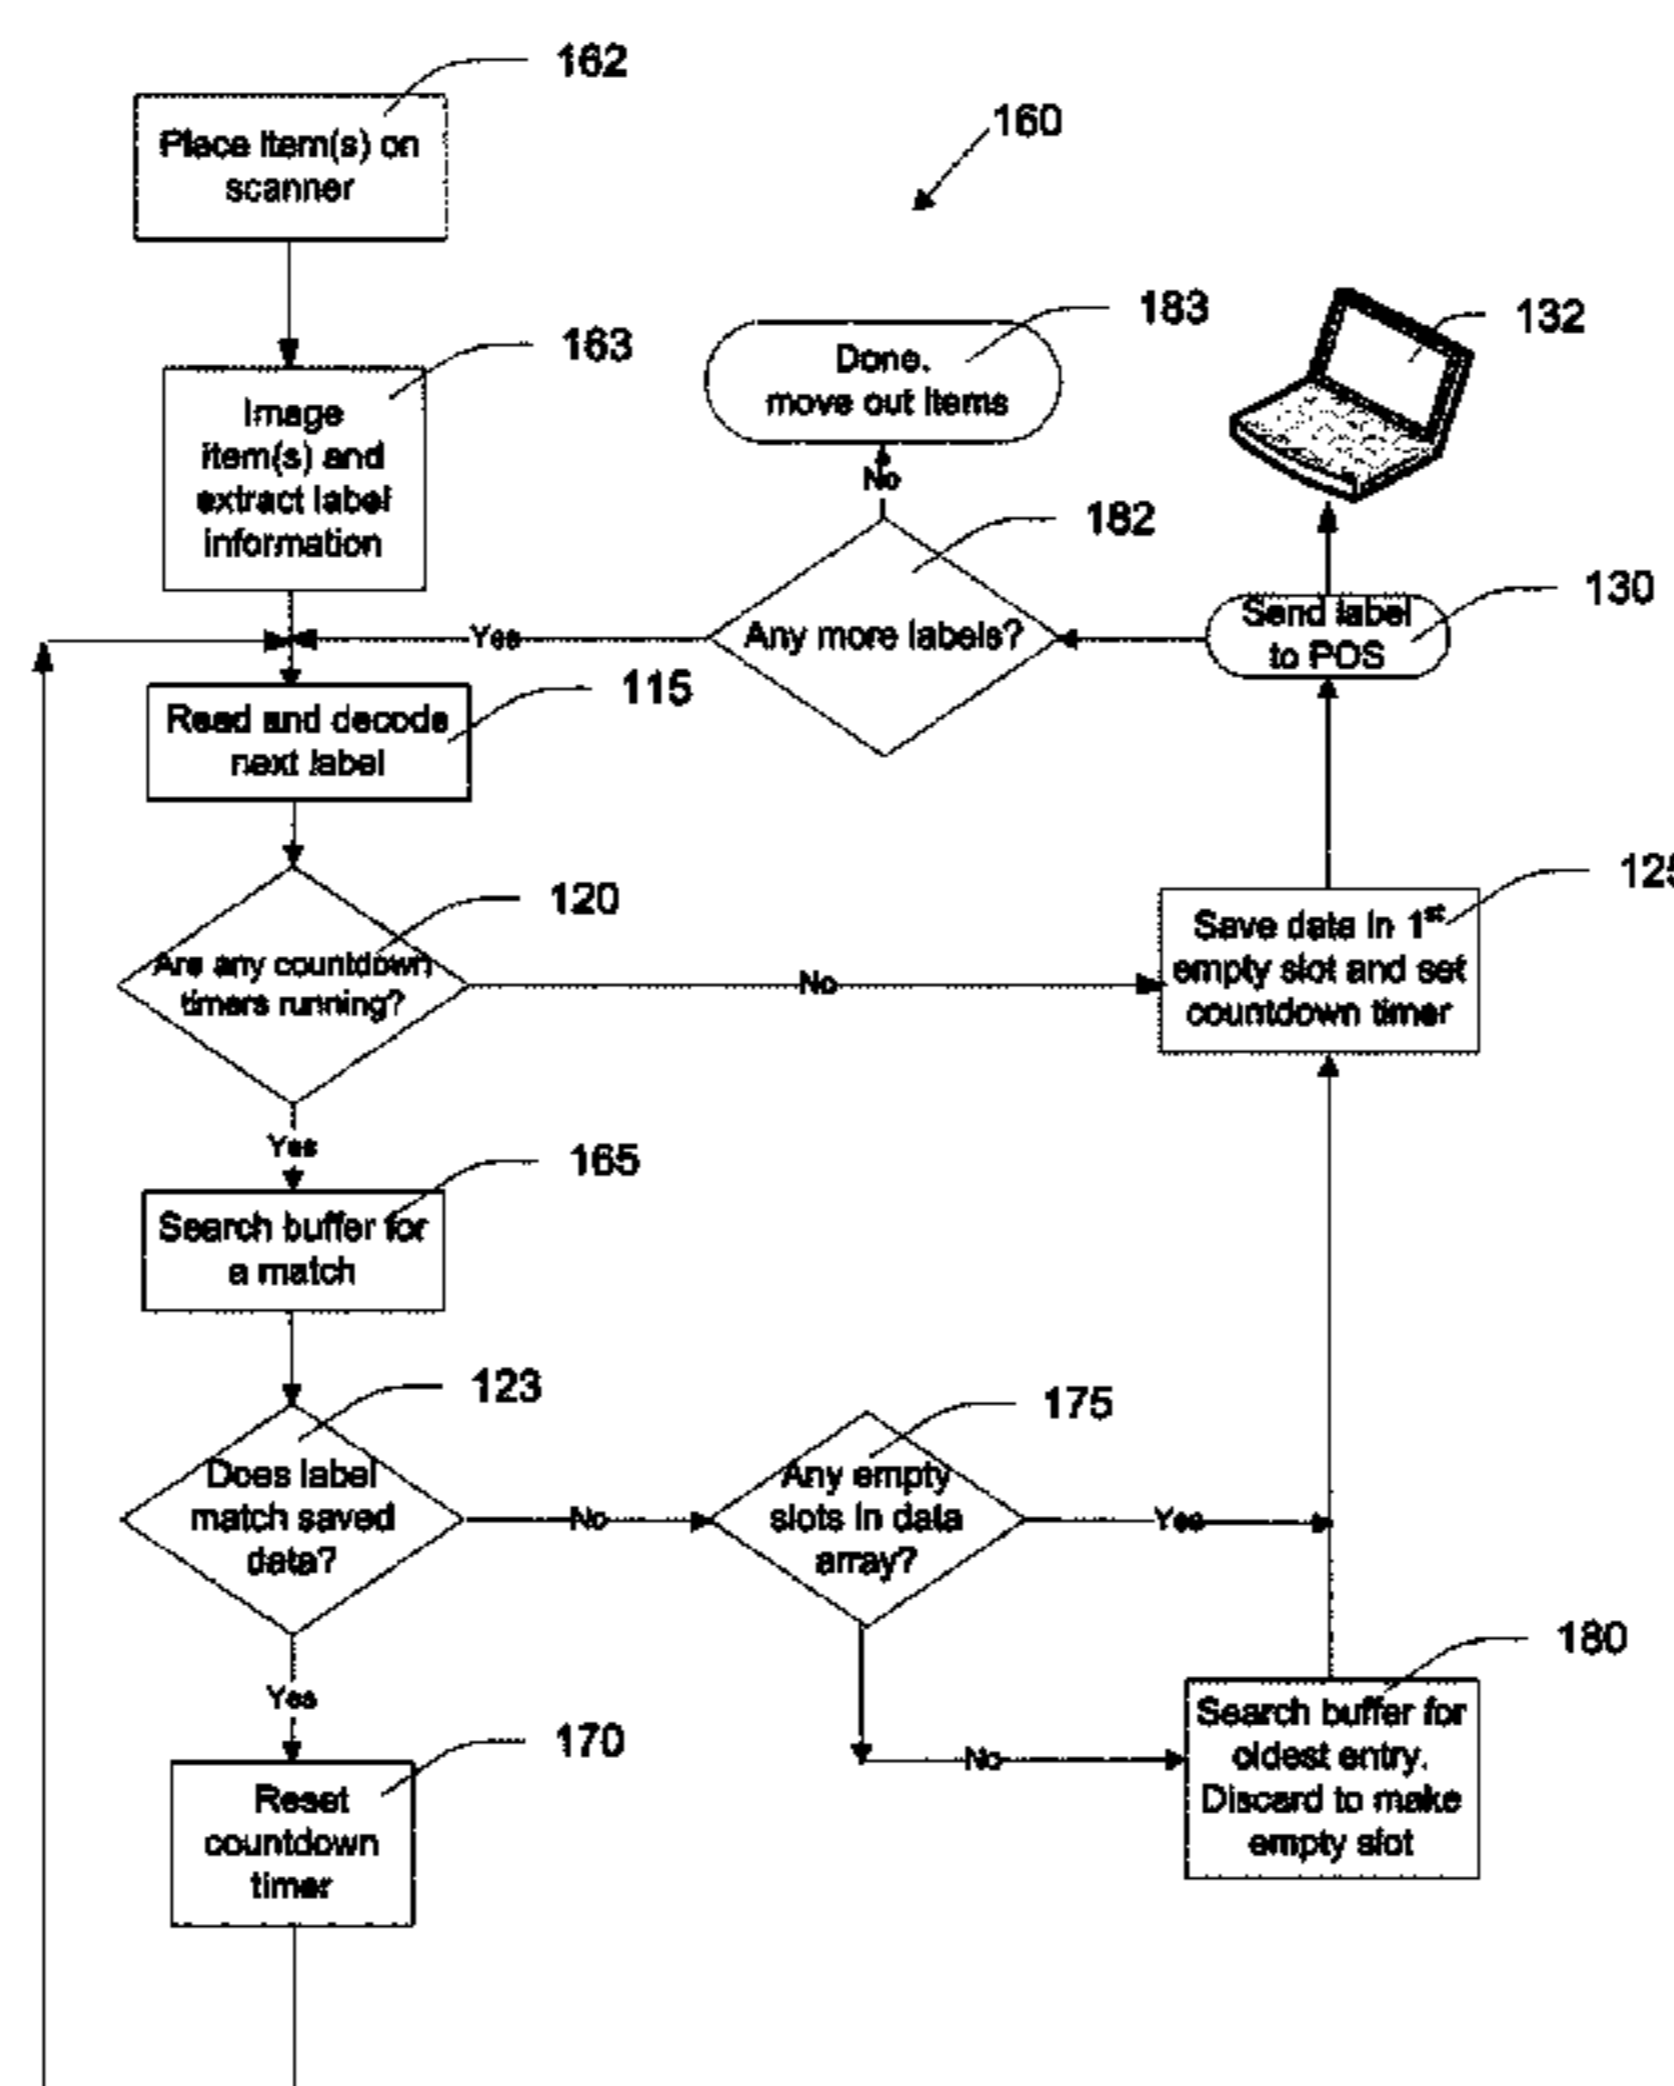 162
Place item(s) on
scanner
160
163
Image
item(s) and
extract label
information
183
Done.
move out items
132
No
182
Any more labels?
Yes
130
Send label
to POS
115
Read and decode
next label
120
Are any countdown
timers running?
No
125
Save data in 1st
empty slot and set
countdown timer
Yes
165
Search buffer for
a match
123
Does label
match saved
data?
No
175
Any empty
slots in data
array?
Yes
Yes
No
180
Search buffer for
oldest entry.
Discard to make
empty slot
170
Reset
countdown
timer